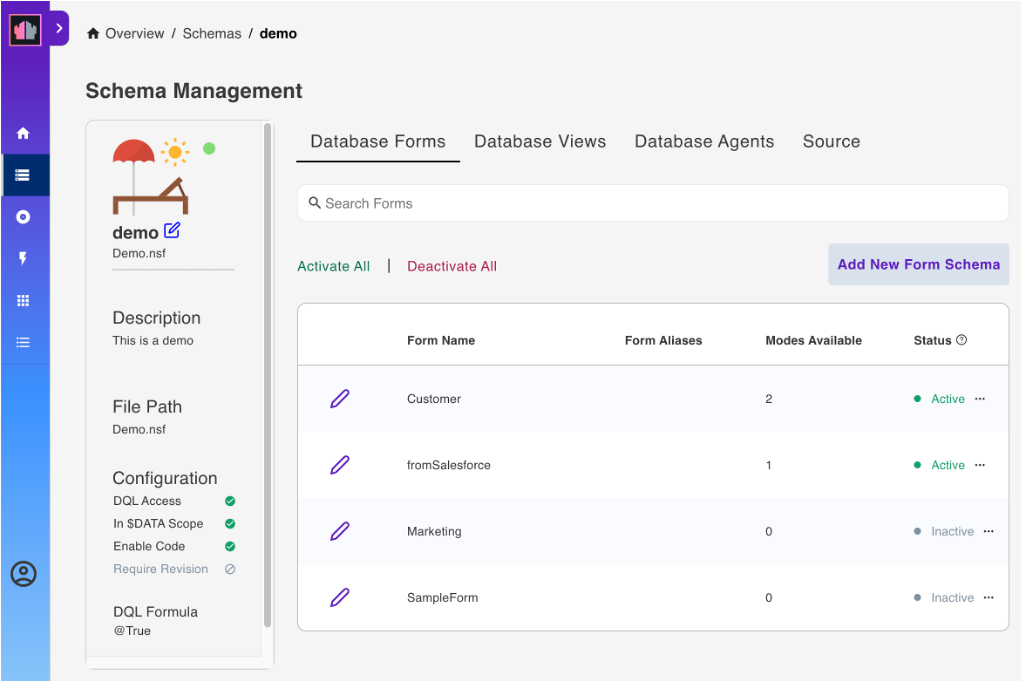 Overview / Schemas / demo
Schema Management
demo
Demo.nsf
Description
This is a demo
File Path
Demo.nsf
Configuration
DQL Access
In $DATA Scope
Enable Code
Require Revision
DQL Formula
@True
Database Forms Database Views Database Agents Source
Search Forms
Activate All | Deactivate All
Add New Form Schema
Form Name Form Aliases Modes Available Status ?
Customer 2 Active ...
fromSalesforce 1 Active ...
Marketing 0 Inactive ...
SampleForm 0 Inactive ...